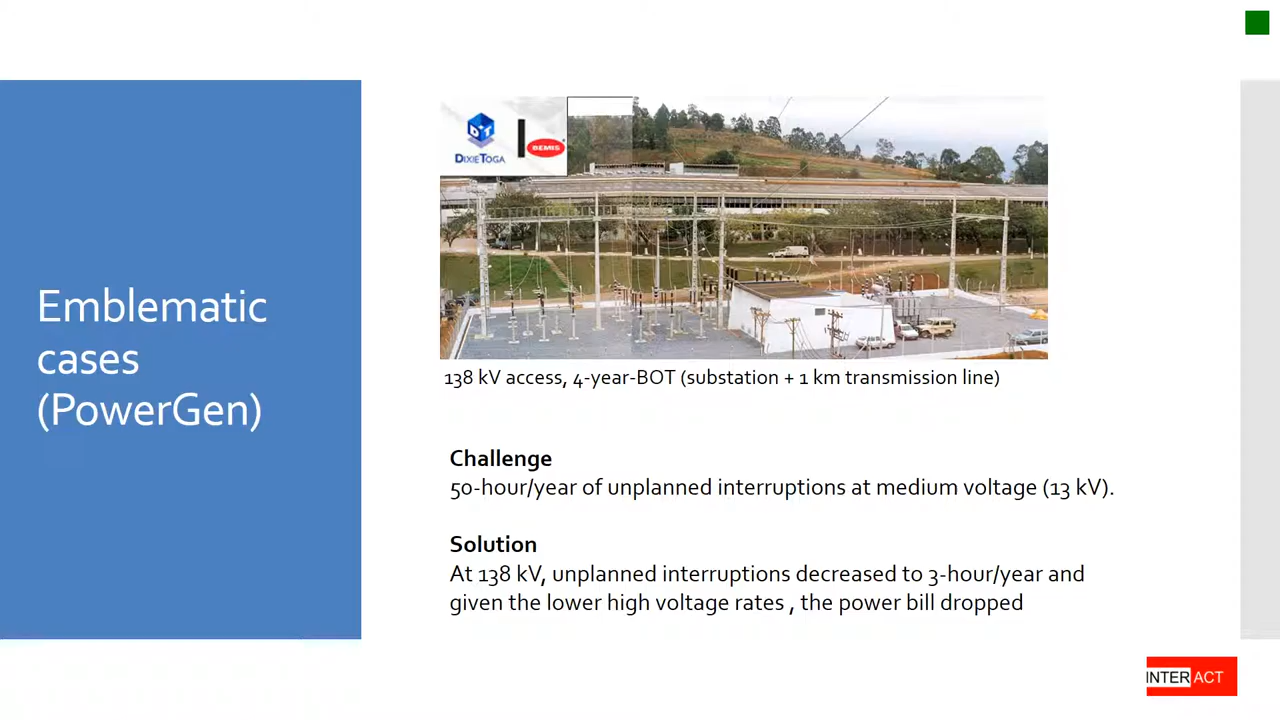 Emblematic
cases
(PowerGen)
DIXIE TOGA
BEMIS
138 kV access, 4-year-BOT (substation + 1 km transmission line)
Challenge
50-hour/year of unplanned interruptions at medium voltage (13 kV).
Solution
At 138 kV, unplanned interruptions decreased to 3-hour/year and
given the lower high voltage rates , the power bill dropped
INTERACT